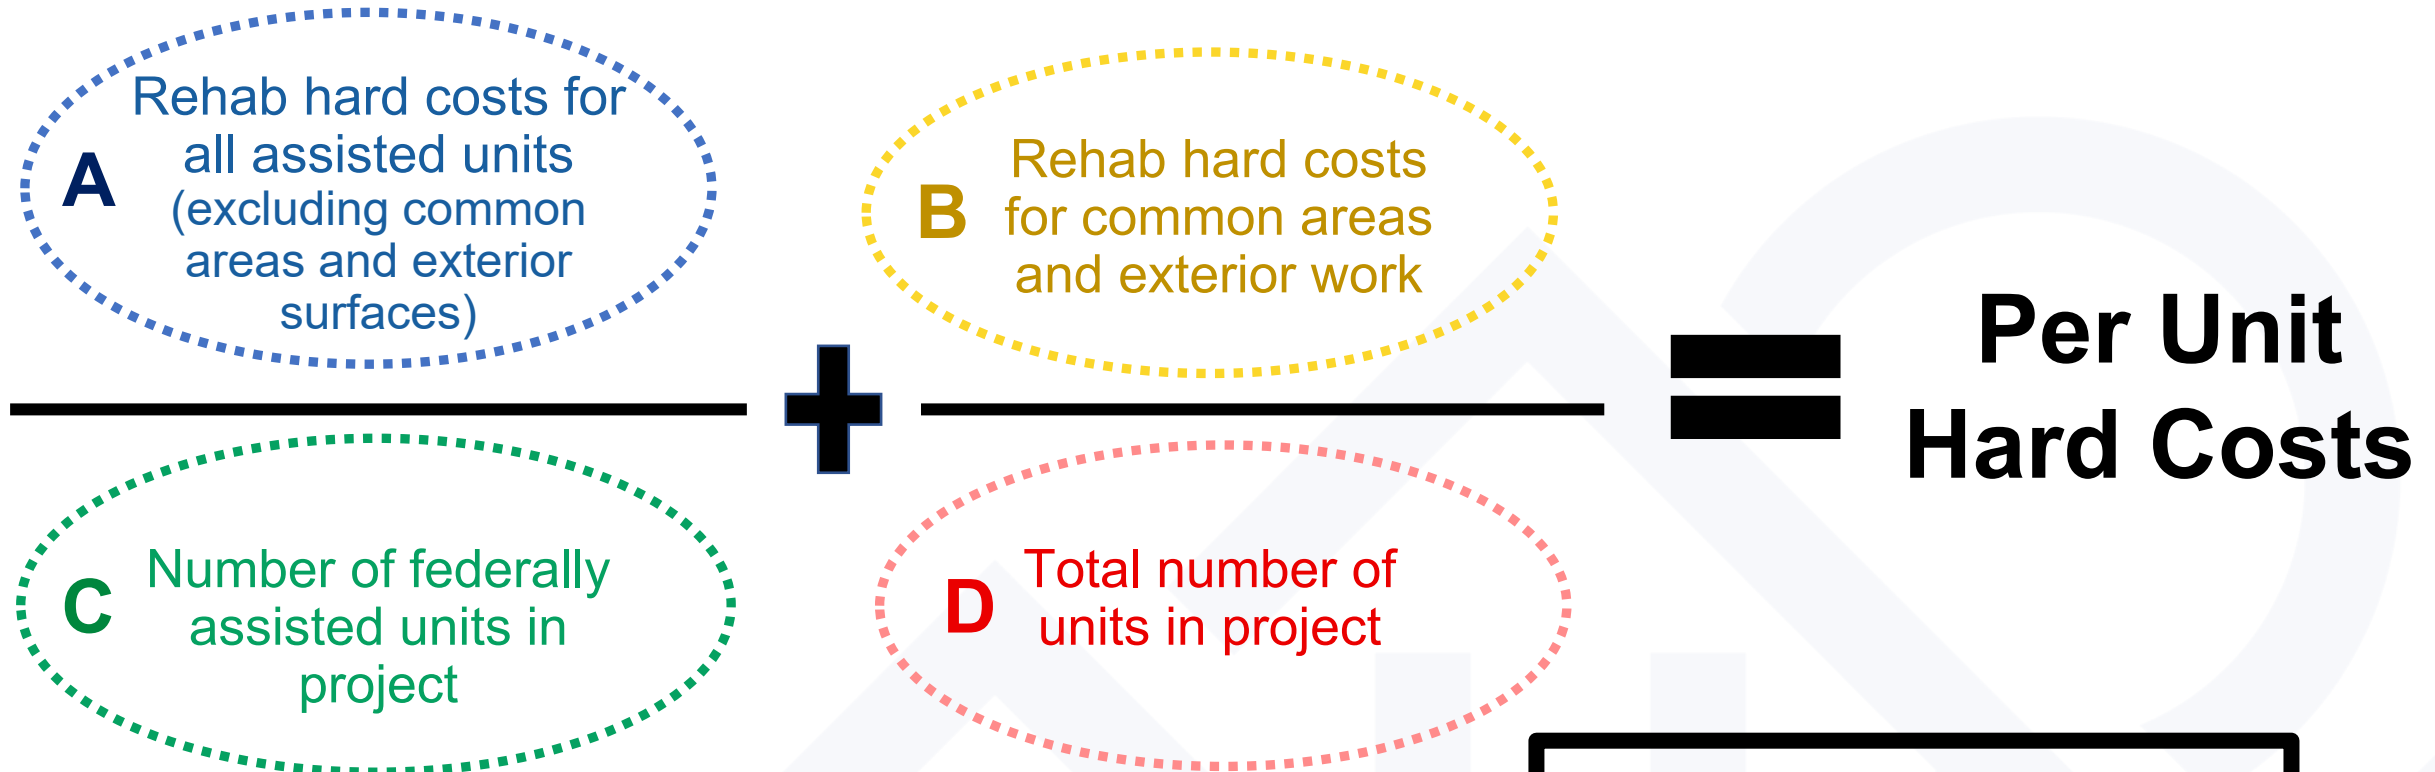 A
Rehab hard costs for
all assisted units
(excluding common
areas and exterior
surfaces)
B
Rehab hard costs
for common areas
and exterior work
C
Number of federally
assisted units in
project
D
Total number of
units in project
Per Unit
Hard Costs